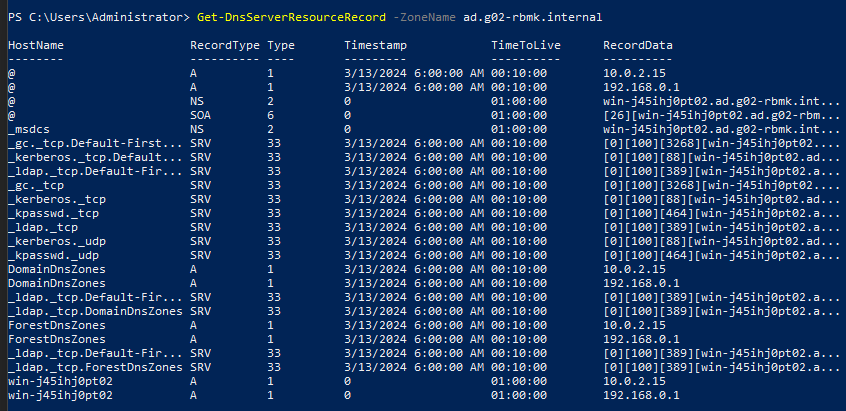 PS C:\Users\Administrator> Get-DnsServerResourceRecord -ZoneName ad.g02-rbmk.internal
HostName RecordType Type Timestamp TimeToLive RecordData
-------- ---------- ---- --------- ---------- ----------
@ A 1 3/13/2024 6:00:00 AM 00:10:00 10.0.2.15
@ A 1 3/13/2024 6:00:00 AM 00:10:00 192.168.0.1
@ NS 2 0 01:00:00 win-j45ihj0pt02.ad.g02-rbmk.int...
@ SOA 6 0 01:00:00 [26][win-j45ihj0pt02.ad.g02-rbm...
_msdcs NS 2 0 01:00:00 win-j45ihj0pt02.ad.g02-rbmk.int...
_gc._tcp.Default-First... SRV 33 3/13/2024 6:00:00 AM 00:10:00 [0][100][3268][win-j45ihj0pt02....
_kerberos._tcp.Default... SRV 33 3/13/2024 6:00:00 AM 00:10:00 [0][100][88][win-j45ihj0pt02.ad...
_ldap._tcp.Default-Fir... SRV 33 3/13/2024 6:00:00 AM 00:10:00 [0][100][389][win-j45ihj0pt02.a...
_gc._tcp SRV 33 3/13/2024 6:00:00 AM 00:10:00 [0][100][3268][win-j45ihj0pt02....
_kerberos._tcp SRV 33 3/13/2024 6:00:00 AM 00:10:00 [0][100][88][win-j45ihj0pt02.ad...
_kpasswd._tcp SRV 33 3/13/2024 6:00:00 AM 00:10:00 [0][100][464][win-j45ihj0pt02.a...
_ldap._tcp SRV 33 3/13/2024 6:00:00 AM 00:10:00 [0][100][389][win-j45ihj0pt02.a...
_kerberos._udp SRV 33 3/13/2024 6:00:00 AM 00:10:00 [0][100][88][win-j45ihj0pt02.ad...
_kpasswd._udp SRV 33 3/13/2024 6:00:00 AM 00:10:00 [0][100][464][win-j45ihj0pt02.a...
DomainDnsZones A 1 3/13/2024 6:00:00 AM 00:10:00 10.0.2.15
DomainDnsZones A 1 3/13/2024 6:00:00 AM 00:10:00 192.168.0.1
_ldap._tcp.Default-Fir... SRV 33 3/13/2024 6:00:00 AM 00:10:00 [0][100][389][win-j45ihj0pt02.a...
_ldap._tcp.DomainDnsZones SRV 33 3/13/2024 6:00:00 AM 00:10:00 [0][100][389][win-j45ihj0pt02.a...
ForestDnsZones A 1 3/13/2024 6:00:00 AM 00:10:00 10.0.2.15
ForestDnsZones A 1 3/13/2024 6:00:00 AM 00:10:00 192.168.0.1
_ldap._tcp.Default-Fir... SRV 33 3/13/2024 6:00:00 AM 00:10:00 [0][100][389][win-j45ihj0pt02.a...
_ldap._tcp.ForestDnsZones SRV 33 3/13/2024 6:00:00 AM 00:10:00 [0][100][389][win-j45ihj0pt02.a...
win-j45ihj0pt02 A 1 0 01:00:00 10.0.2.15
win-j45ihj0pt02 A 1 0 01:00:00 192.168.0.1